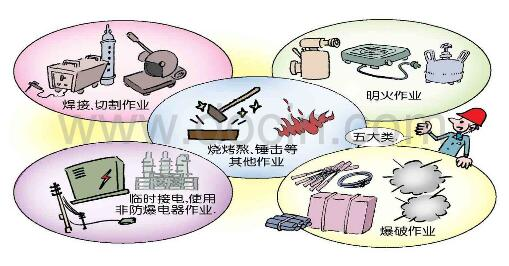 焊接、切割作业
明火作业
烧烤熬、锤击等
其他作业
五大类
临时接电、使用
非防爆电器作业.
爆破作业